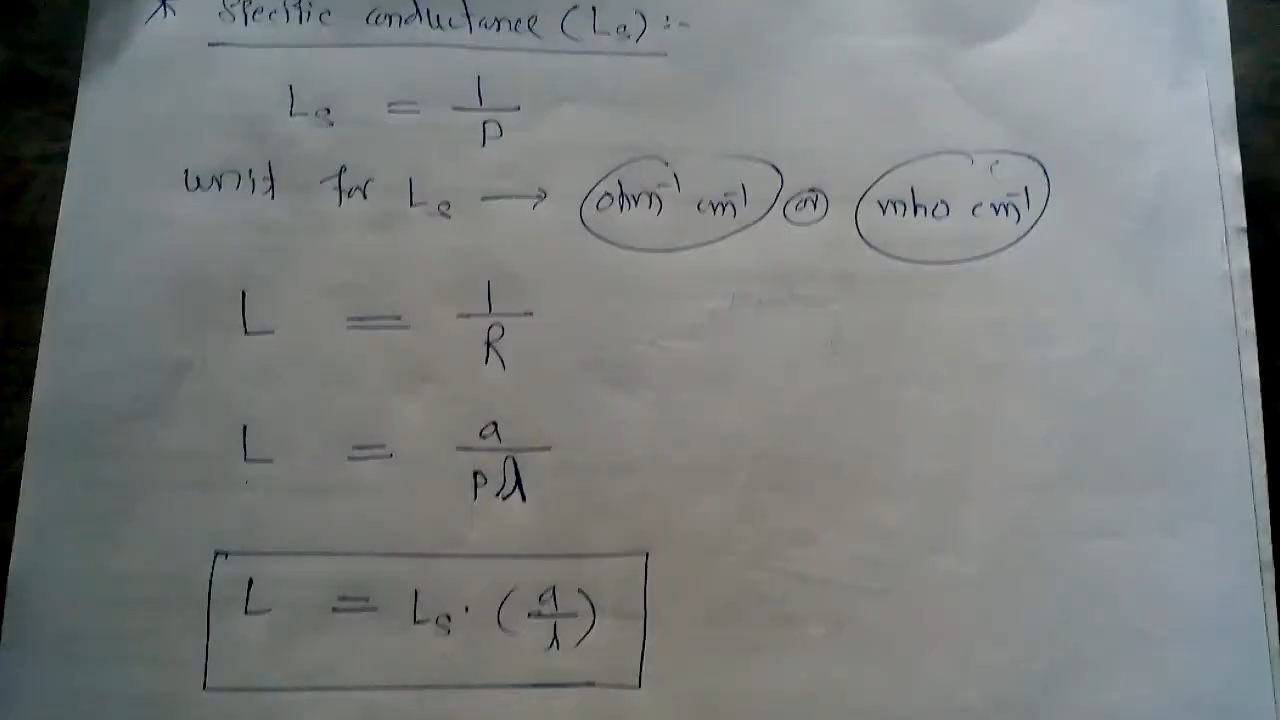 * Specific conductance (Ls) :-
Ls = 1/ρ
unit for Ls → ohm⁻¹ cm⁻¹ or mho cm⁻¹
L = 1/R
L = a/ρl
L = Ls · (a/l)